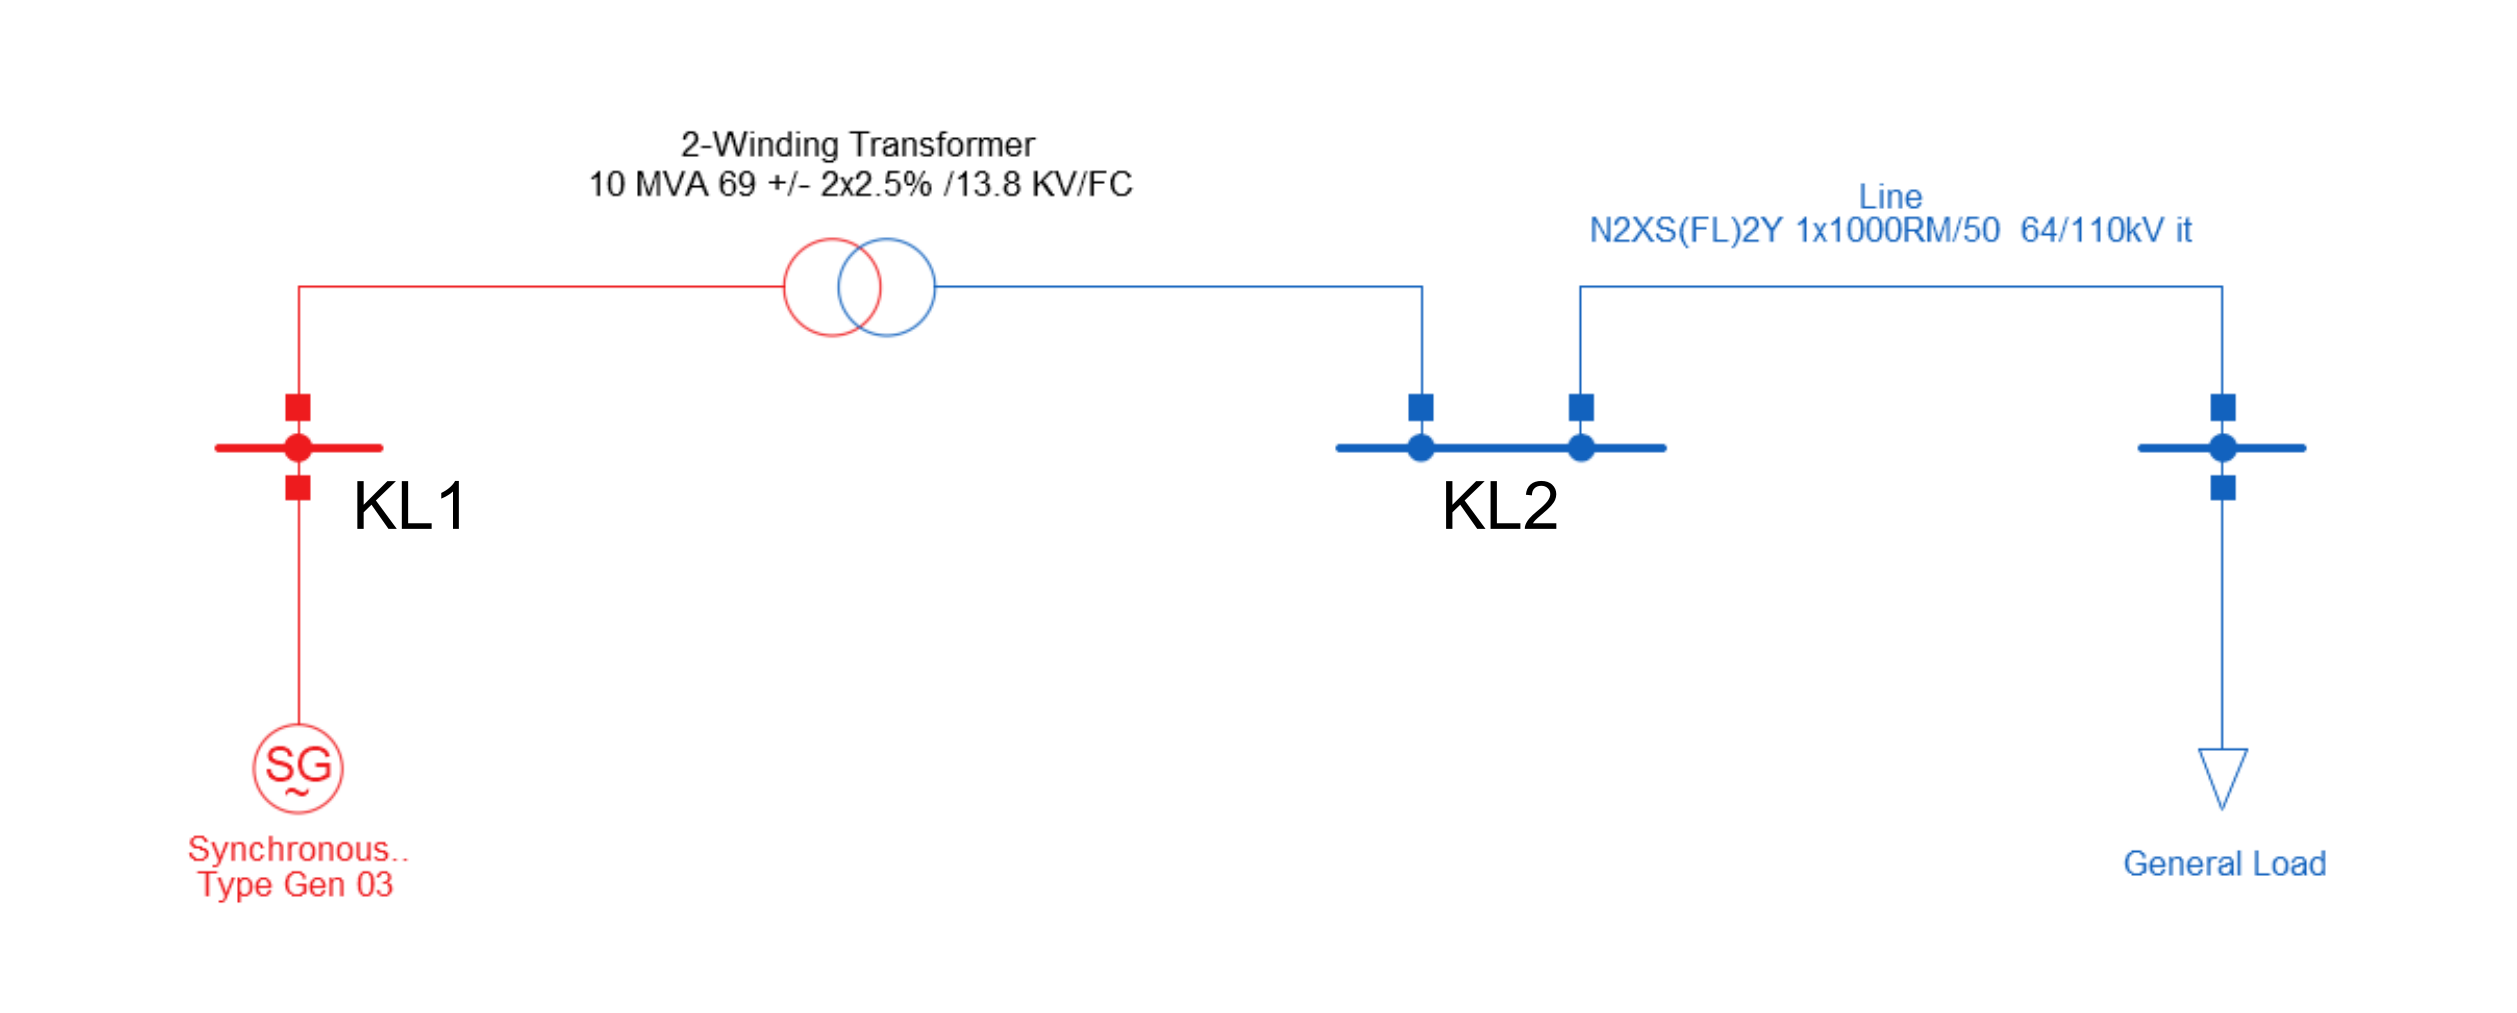 2-Winding Transformer
10 MVA 69 +/- 2x2.5% /13.8 KV/FC
Line
N2XS(FL)2Y 1x1000RM/50  64/110kV it
KL1
KL2
SG
~
Synchronous..
Type Gen 03
General Load